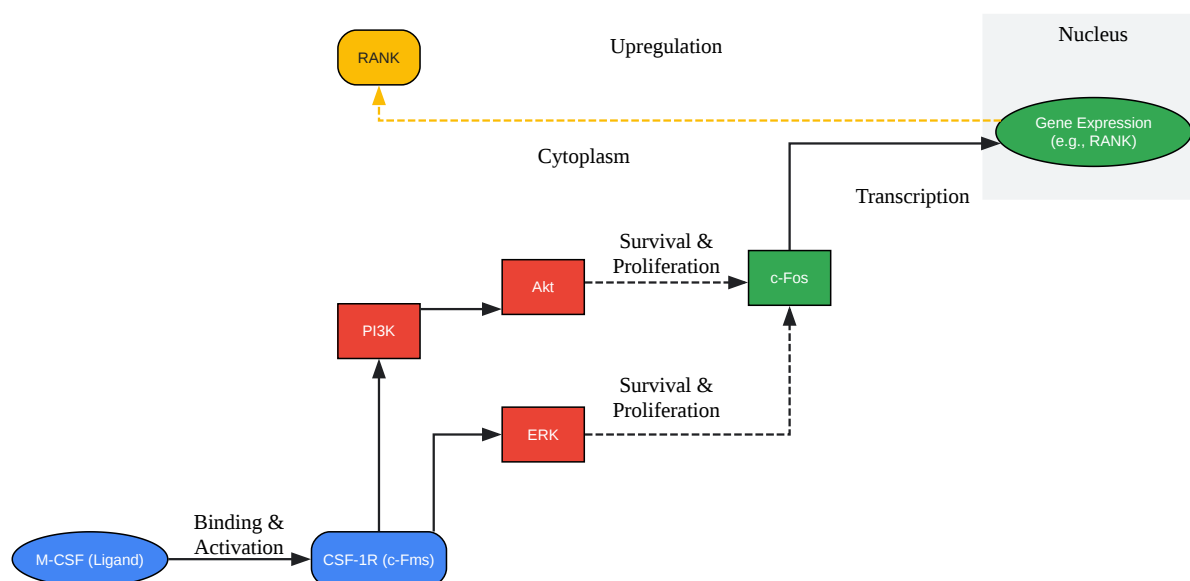 Nucleus
Upregulation
RANK
Gene Expression
(e.g., RANK)
Cytoplasm
Transcription
Survival &
Proliferation
Akt
c-Fos
PI3K
Survival &
Proliferation
ERK
Binding &
Activation
M-CSF (Ligand)
CSF-1R (c-Fms)